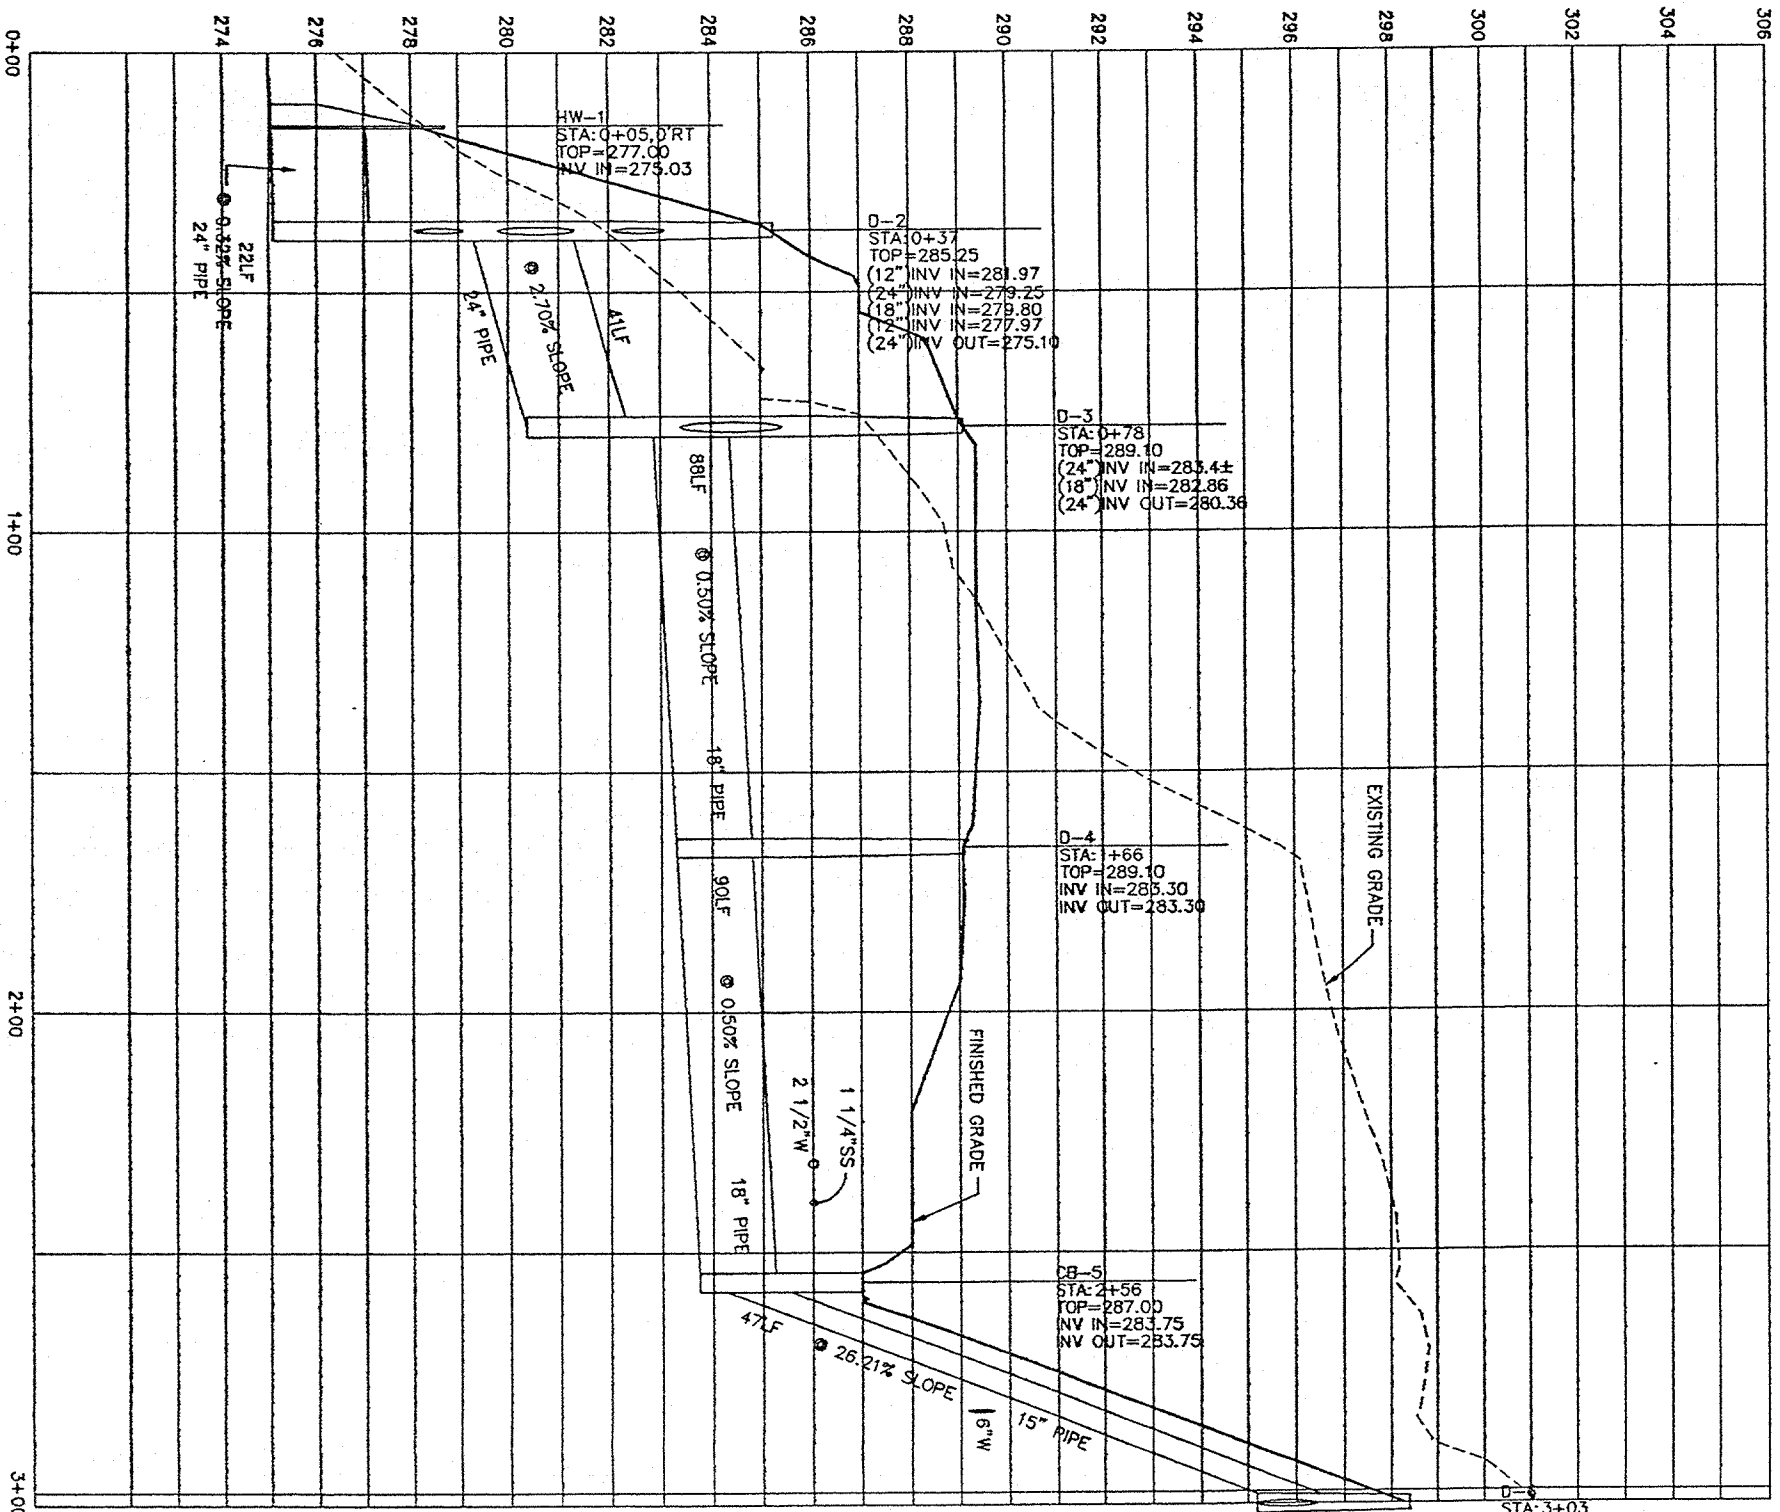 274
276
278
280
282
284
286
288
290
292
294
296
298
300
302
304
306
0+00
1+00
2+00
3+00
HW-1
STA:0+05,0'RT
TOP=277.00
INV IN=275.03
22LF
@ 0.32% SLOPE
24" PIPE
D-2
STA:0+37
TOP=285.25
(12")INV IN=281.97
(24")INV IN=279.25
(18")INV IN=279.80
(12")INV IN=277.97
(24")INV OUT=275.10
41LF
@ 2.70% SLOPE
24" PIPE
D-3
STA:0+78
TOP=289.10
(24")INV IN=283.4±
(18")INV IN=282.86
(24")INV OUT=280.36
88LF @ 0.50% SLOPE 18" PIPE
D-4
STA:1+66
TOP=289.10
INV IN=283.30
INV OUT=283.30
EXISTING GRADE
90LF @ 0.50% SLOPE 18" PIPE
FINISHED GRADE
1 1/4"SS
2 1/2"W
CB-5
STA:2+56
TOP=287.00
INV IN=283.75
INV OUT=283.75
47LF @ 26.21% SLOPE 15" PIPE
6"W
STA:3+03